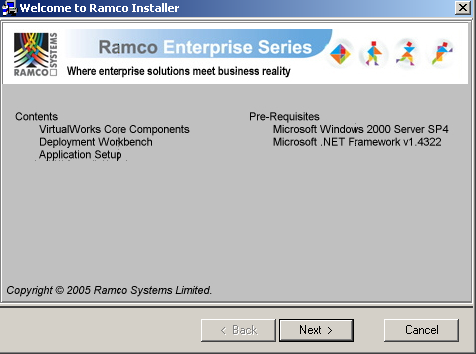 Welcome to Ramco Installer
RAMCO SYSTEMS
Ramco Enterprise Series
Where enterprise solutions meet business reality
Contents
VirtualWorks Core Components
Deployment Workbench
Application Setup
Pre-Requisites
Microsoft Windows 2000 Server SP4
Microsoft .NET Framework v1.4322
Copyright © 2005 Ramco Systems Limited.
< Back
Next >
Cancel